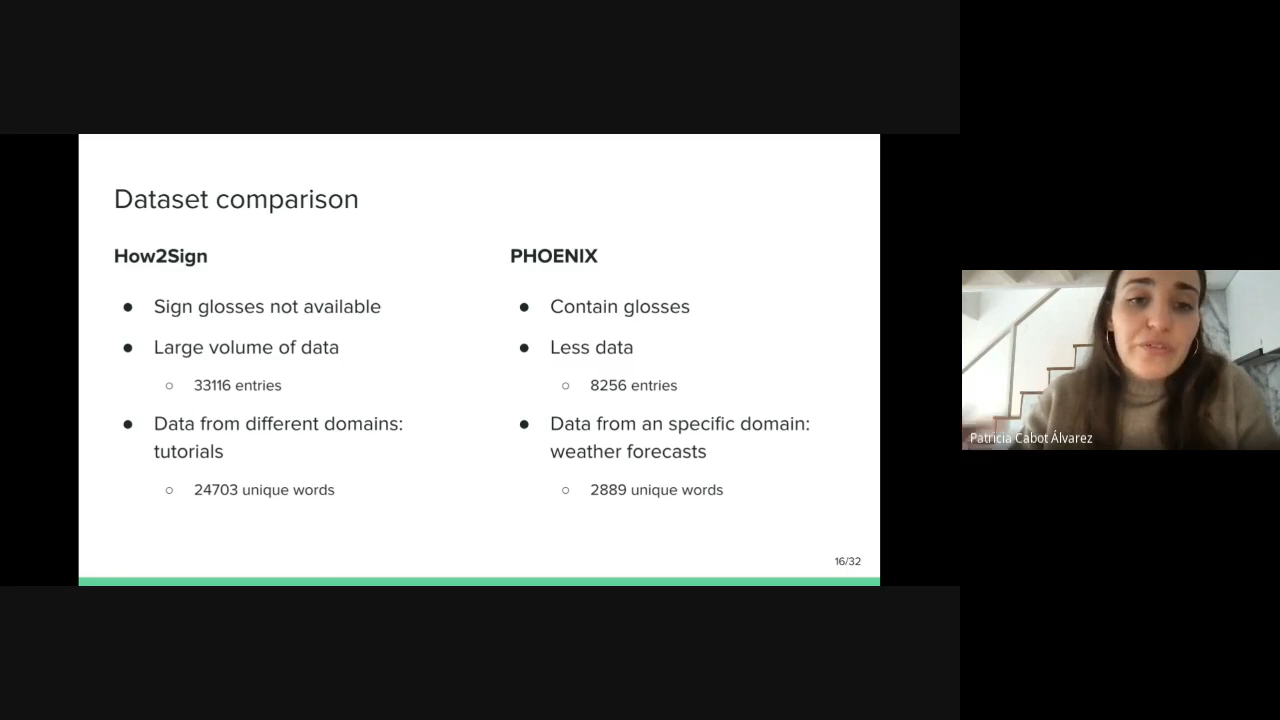 Dataset comparison
How2Sign
● Sign glosses not available
● Large volume of data
○ 33116 entries
● Data from different domains:
tutorials
○ 24703 unique words
PHOENIX
● Contain glosses
● Less data
○ 8256 entries
● Data from an specific domain:
weather forecasts
○ 2889 unique words
16/32
Patricia Cabot Álvarez